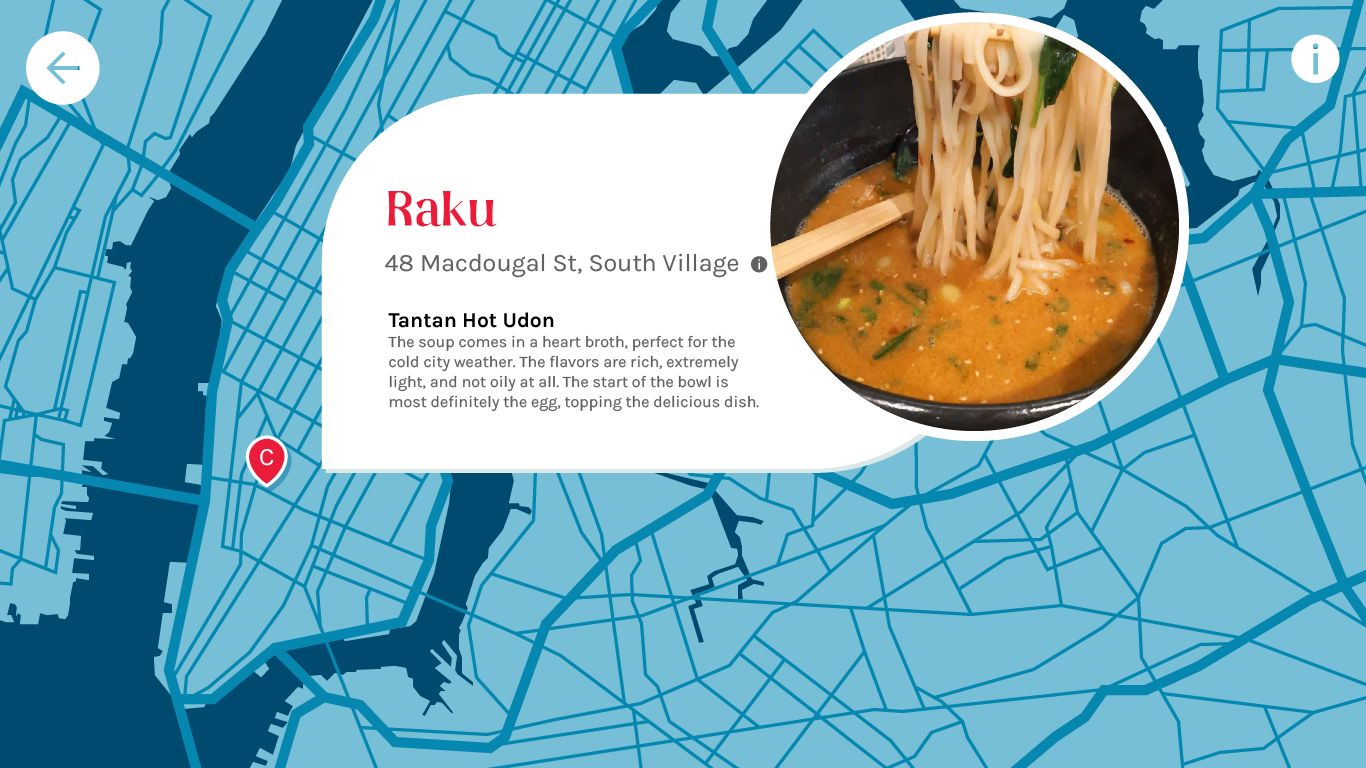 Raku
48 Macdougal St, South Village
Tantan Hot Udon
The soup comes in a heart broth, perfect for the
cold city weather. The flavors are rich, extremely
light, and not oily at all. The start of the bowl is
most definitely the egg, topping the delicious dish.
C